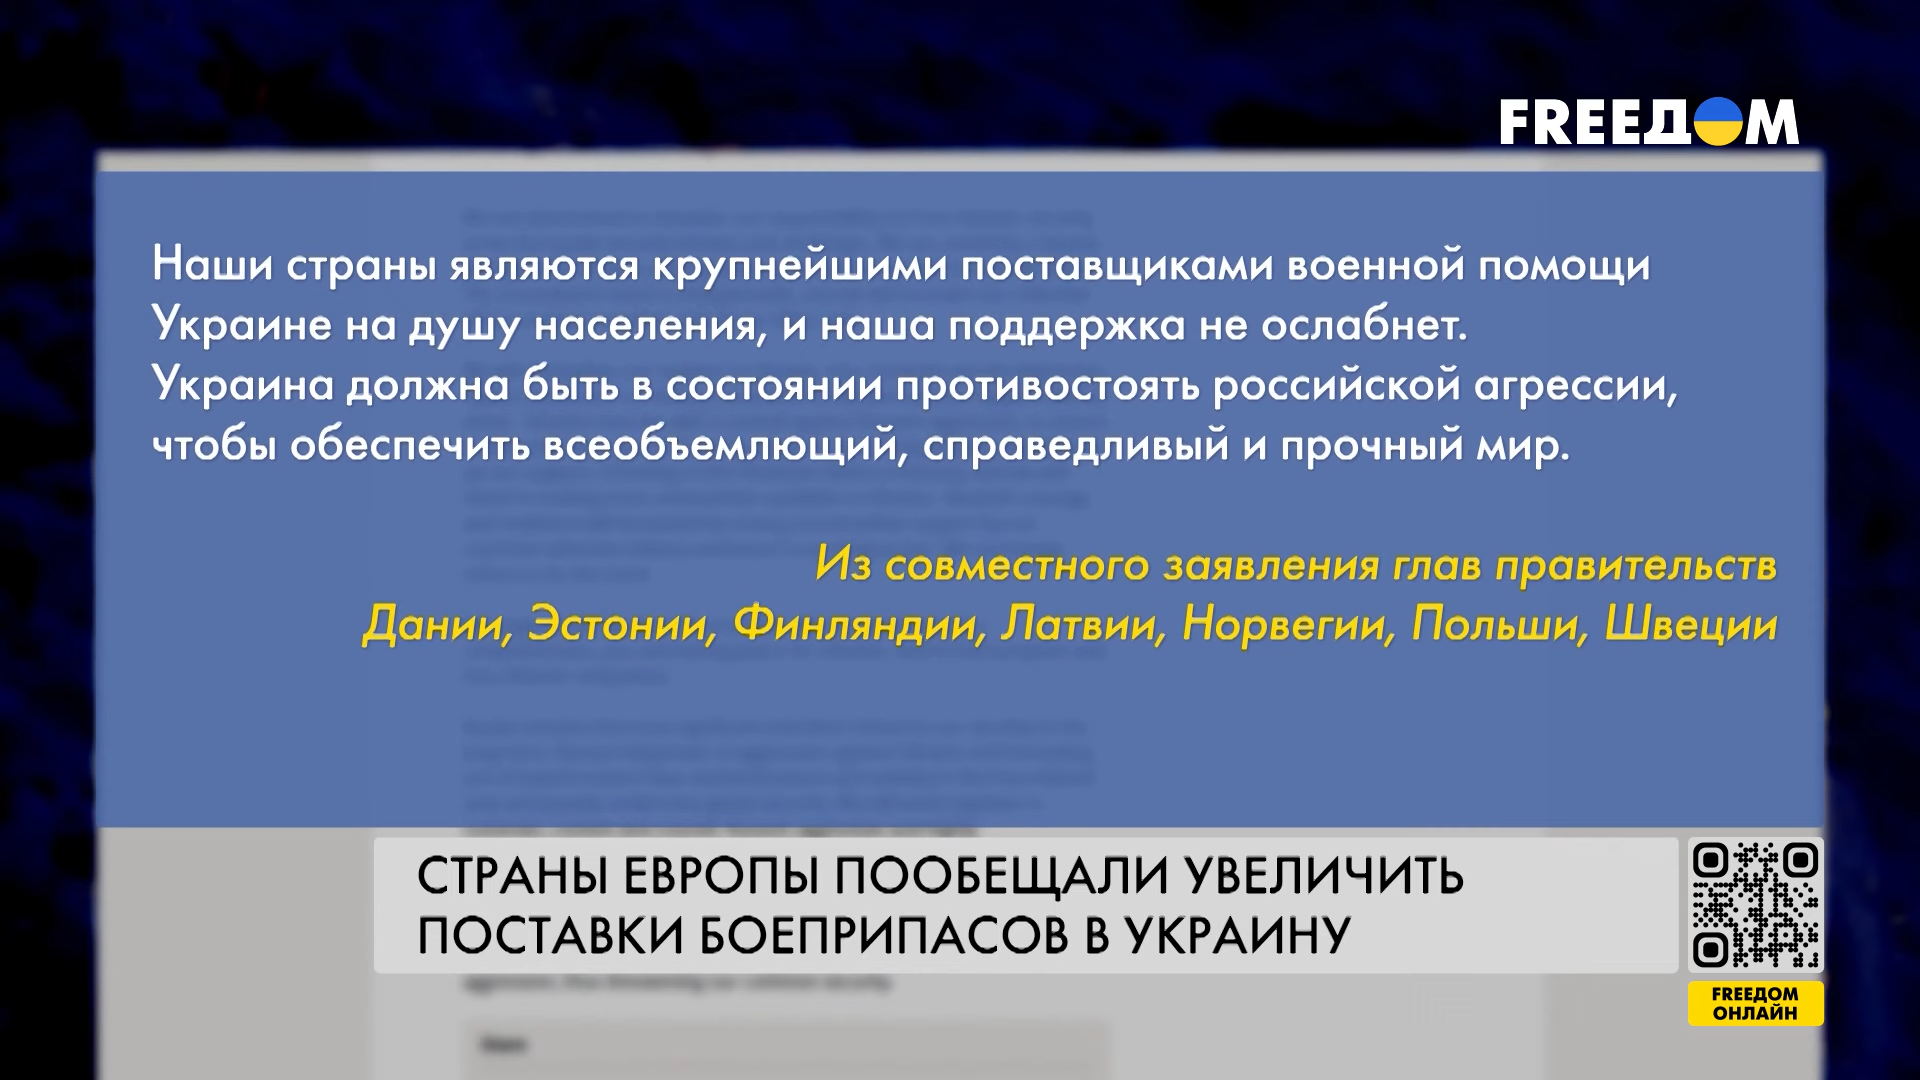 FREEДOM
Наши страны являются крупнейшими поставщиками военной помощи
Украине на душу населения, и наша поддержка не ослабнет.
Украина должна быть в состоянии противостоять российской агрессии,
чтобы обеспечить всеобъемлющий, справедливый и прочный мир.
Из совместного заявления глав правительств
Дании, Эстонии, Финляндии, Латвии, Норвегии, Польши, Швеции
СТРАНЫ ЕВРОПЫ ПООБЕЩАЛИ УВЕЛИЧИТЬ
ПОСТАВКИ БОЕПРИПАСОВ В УКРАИНУ
FREEДОМ
ОНЛАЙН